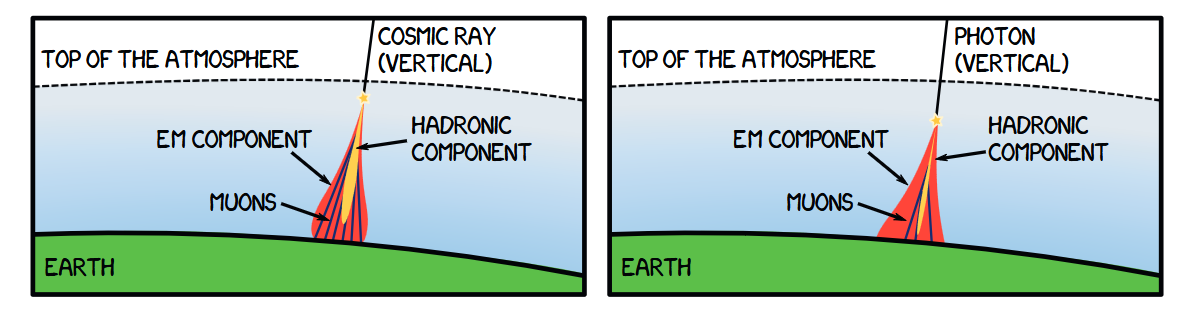 COSMIC RAY
(VERTICAL)
TOP OF THE ATMOSPHERE
HADRONIC
COMPONENT
EM COMPONENT
MUONS
EARTH
PHOTON
(VERTICAL)
TOP OF THE ATMOSPHERE
HADRONIC
COMPONENT
EM COMPONENT
MUONS
EARTH